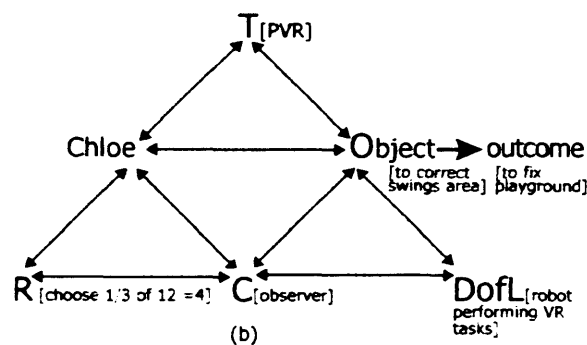 T [PVR]
Chloe Object outcome
[to correct [to fix
swings area] playground]
R [choose 1/3 of 12 =4] C [observer] DofL [robot
performing VR
tasks]
(b)